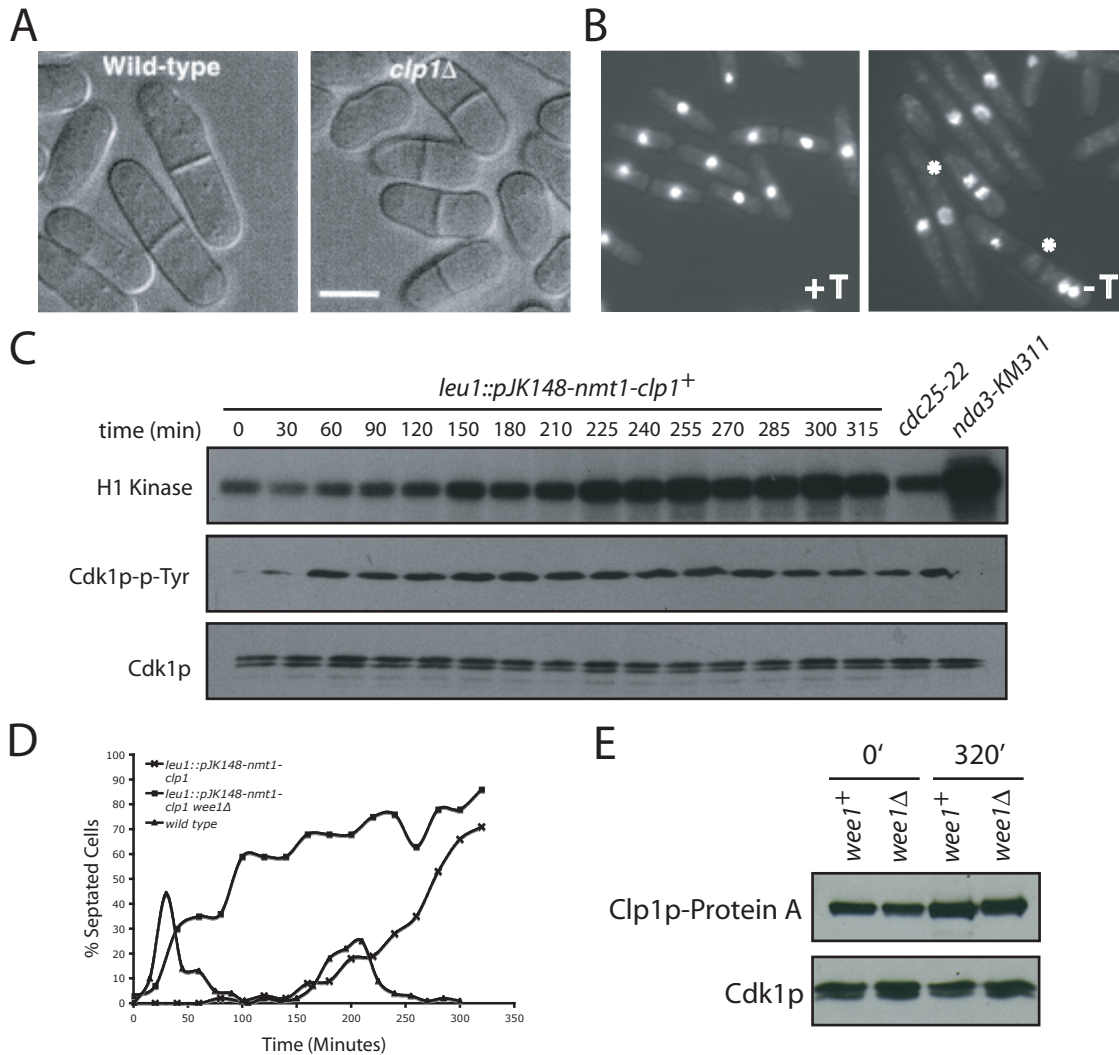 A
Wild-type
clp1Δ
B
+T
-T
C
leu1::pJK148-nmt1-clp1+
cdc25-22
nda3-KM311
time (min) 0 30 60 90 120 150 180 210 225 240 255 270 285 300 315
H1 Kinase
Cdk1p-p-Tyr
Cdk1p
D
% Septated Cells
100
90
80
70
60
50
40
30
20
10
0
leu1::pJK148-nmt1-
clp1
leu1::pJK148-nmt1-
clp1 wee1Δ
wild type
0 50 100 150 200 250 300 350
Time (Minutes)
E
0' 320'
wee1+ wee1Δ wee1+ wee1Δ
Clp1p-Protein A
Cdk1p